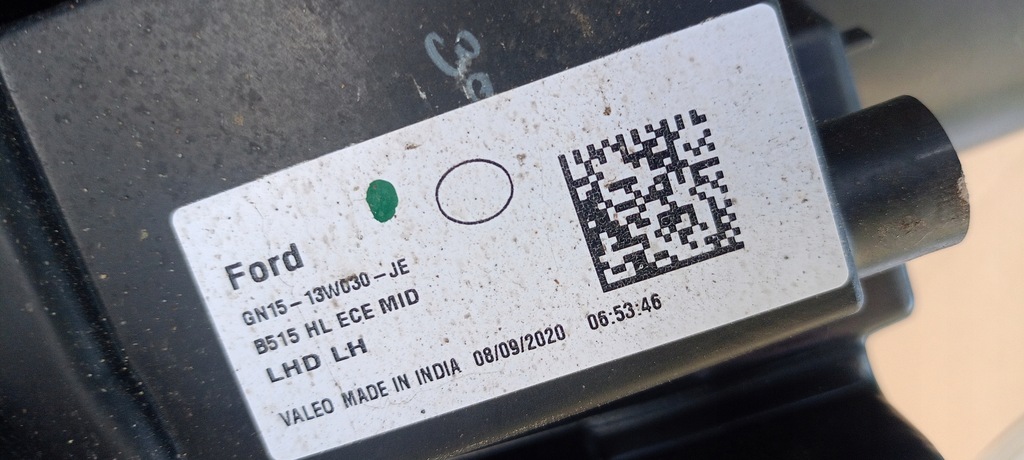 Ford
GN15-13W030-JE
B515 HL ECE MID
LHD LH
VALEO MADE IN INDIA 08/09/2020 06:53:46